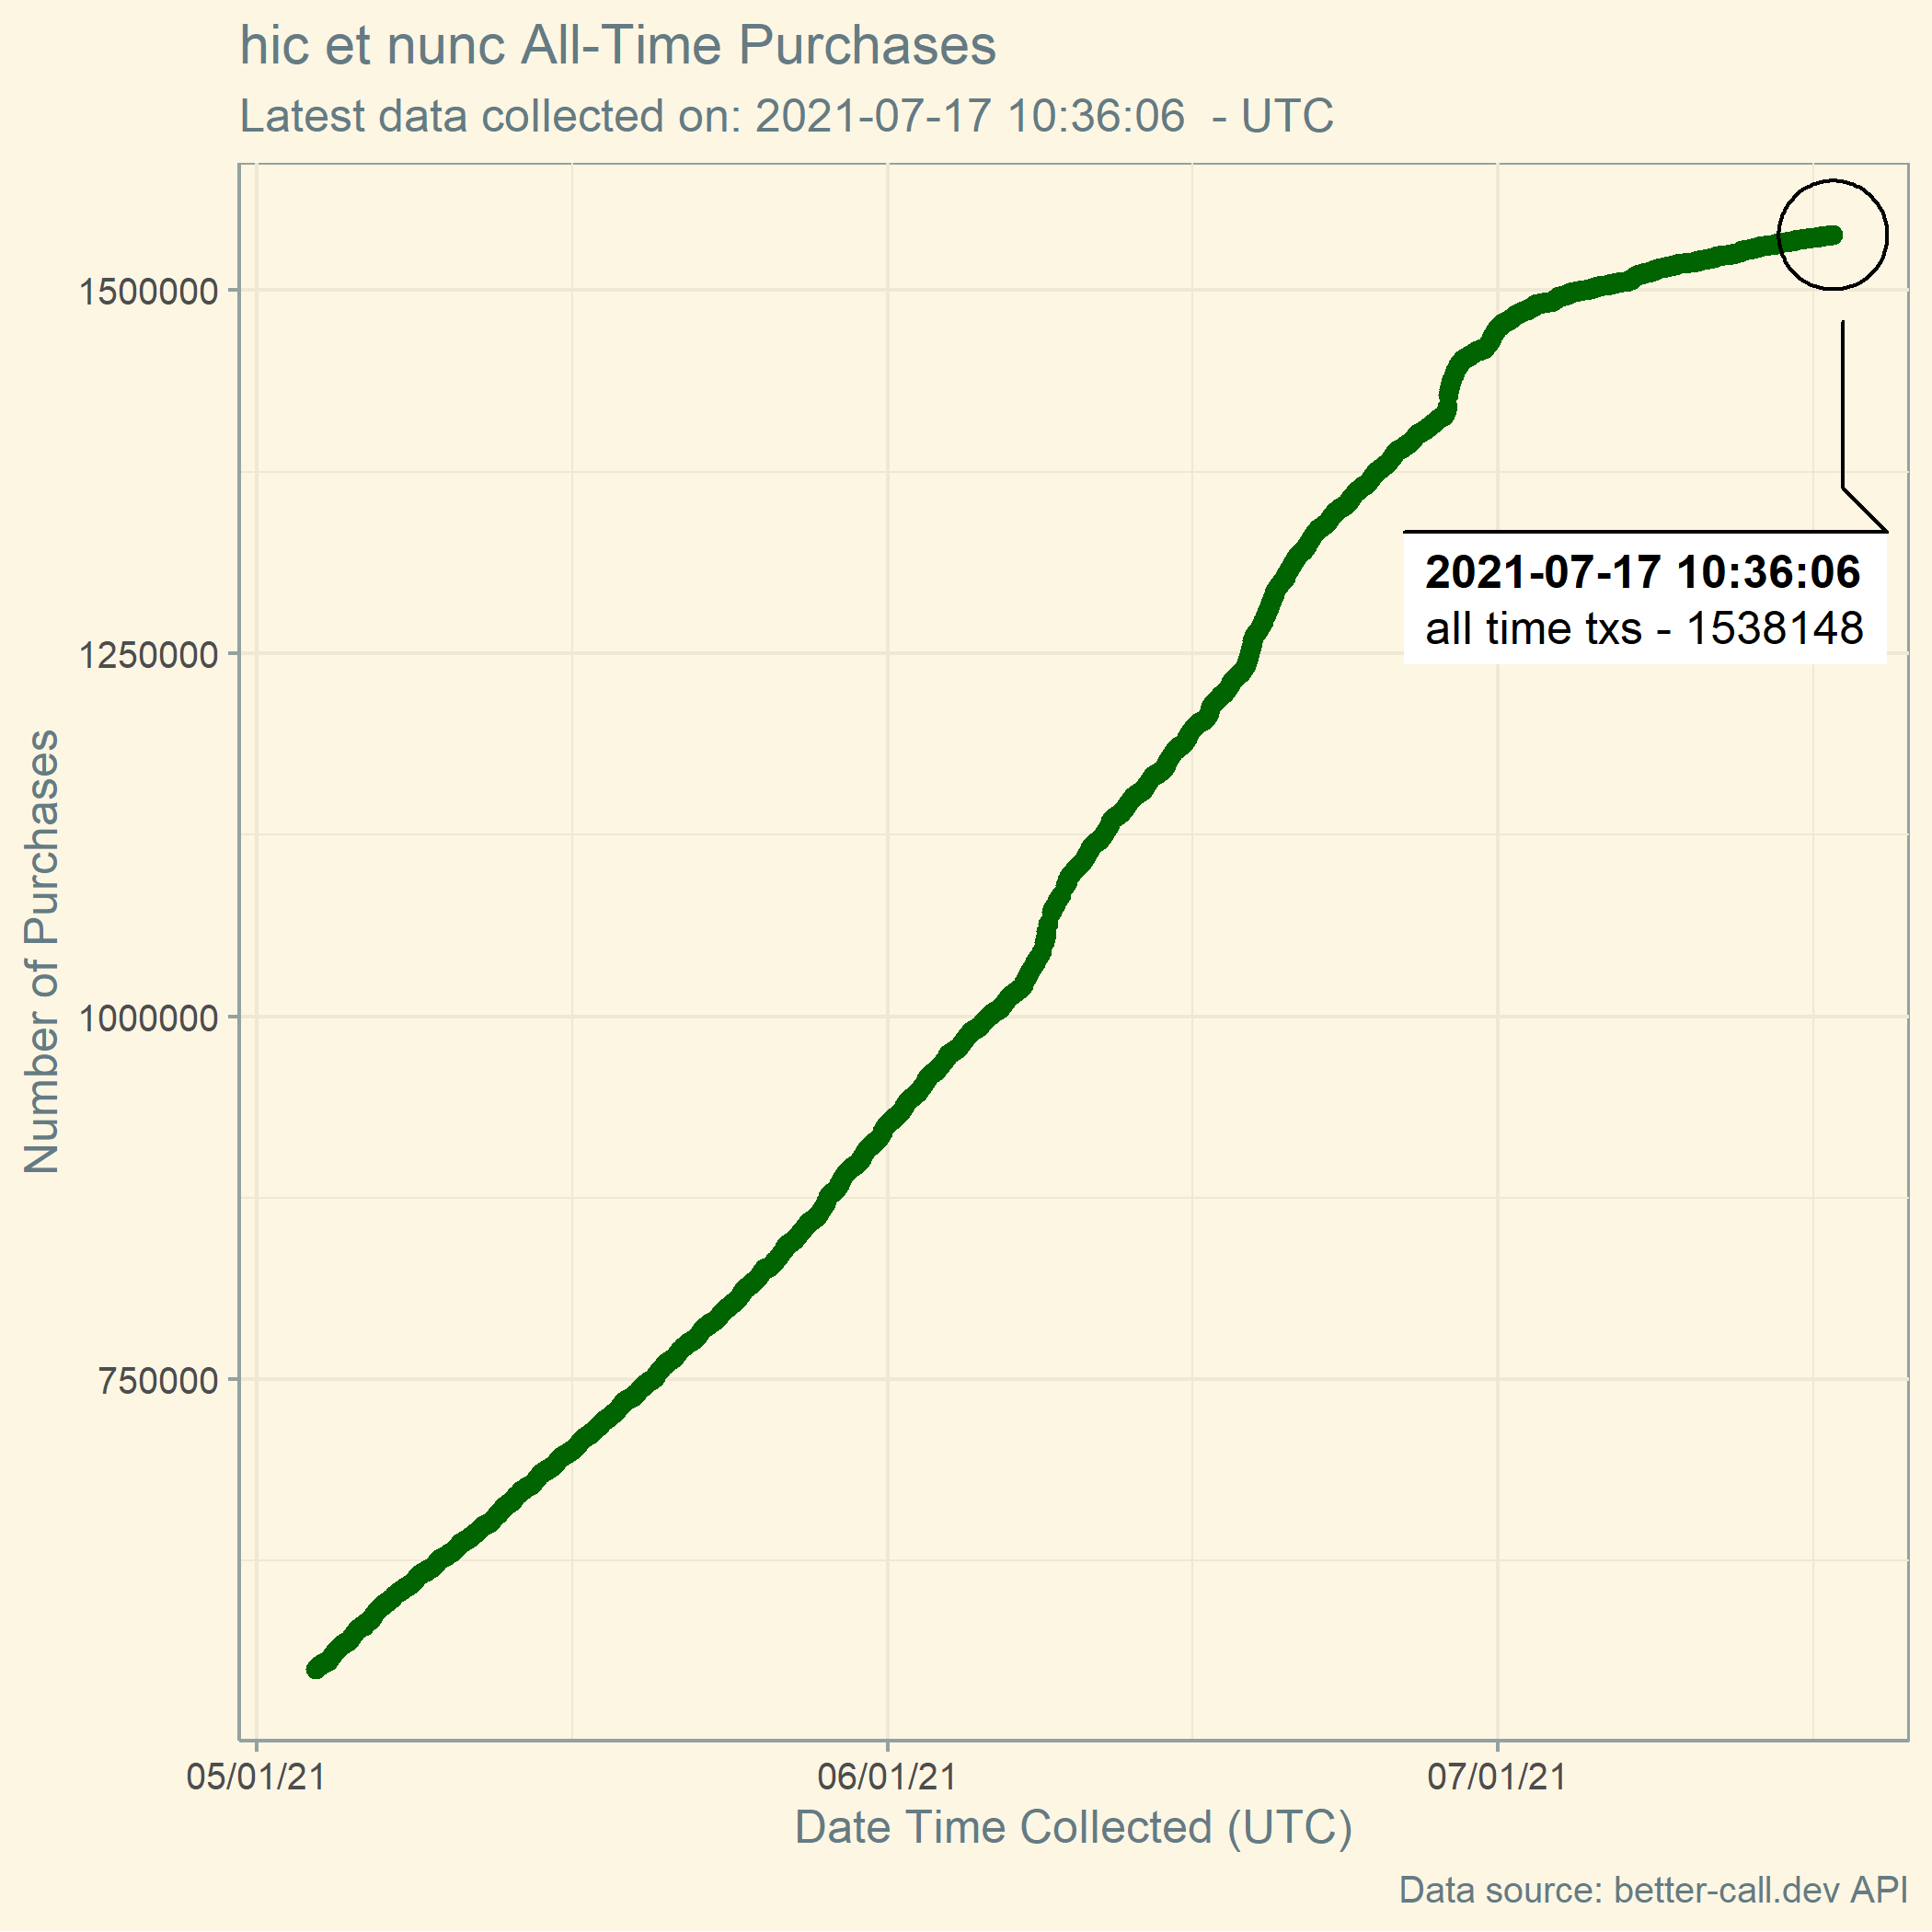 hic et nunc All-Time Purchases
Latest data collected on: 2021-07-17 10:36:06  - UTC
1500000
1250000
1000000
750000
Number of Purchases
2021-07-17 10:36:06
all time txs - 1538148
05/01/21
06/01/21
07/01/21
Date Time Collected (UTC)
Data source: better-call.dev API